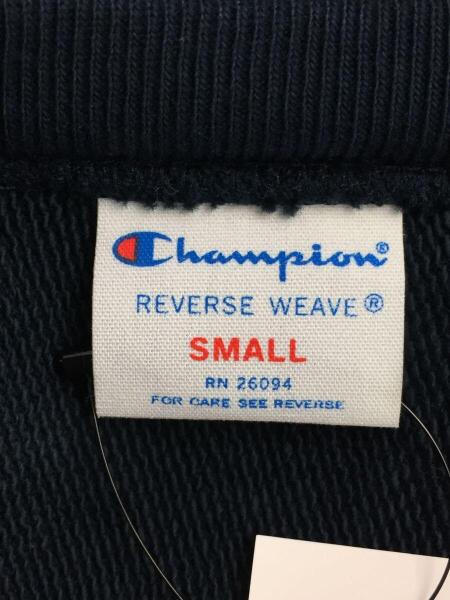 Champion®
REVERSE WEAVE®
SMALL
RN 26094
FOR CARE SEE REVERSE